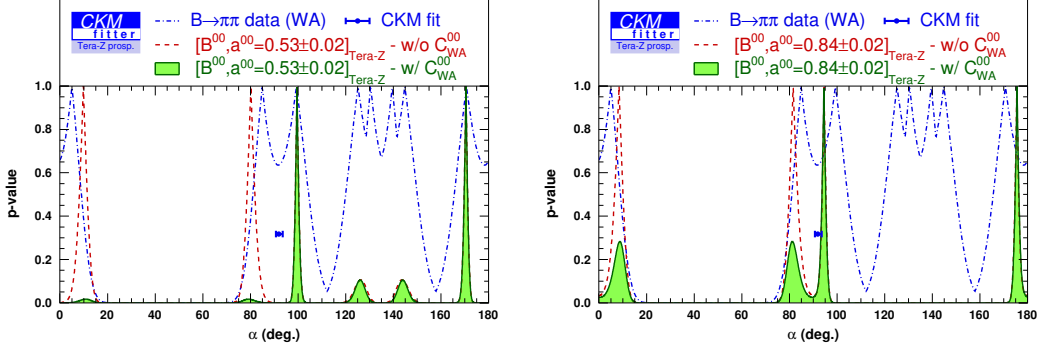 CKM
fitter
Tera-Z prosp.
B→ππ data (WA)
CKM fit
[B⁰⁰,a⁰⁰=0.53±0.02]Tera-Z - w/o C⁰⁰WA
[B⁰⁰,a⁰⁰=0.53±0.02]Tera-Z - w/ C⁰⁰WA
p-value
1.0
0.8
0.6
0.4
0.2
0.0
0 20 40 60 80 100 120 140 160 180
α (deg.)
CKM
fitter
Tera-Z prosp.
B→ππ data (WA)
CKM fit
[B⁰⁰,a⁰⁰=0.84±0.02]Tera-Z - w/o C⁰⁰WA
[B⁰⁰,a⁰⁰=0.84±0.02]Tera-Z - w/ C⁰⁰WA
p-value
1.0
0.8
0.6
0.4
0.2
0.0
0 20 40 60 80 100 120 140 160 180
α (deg.)